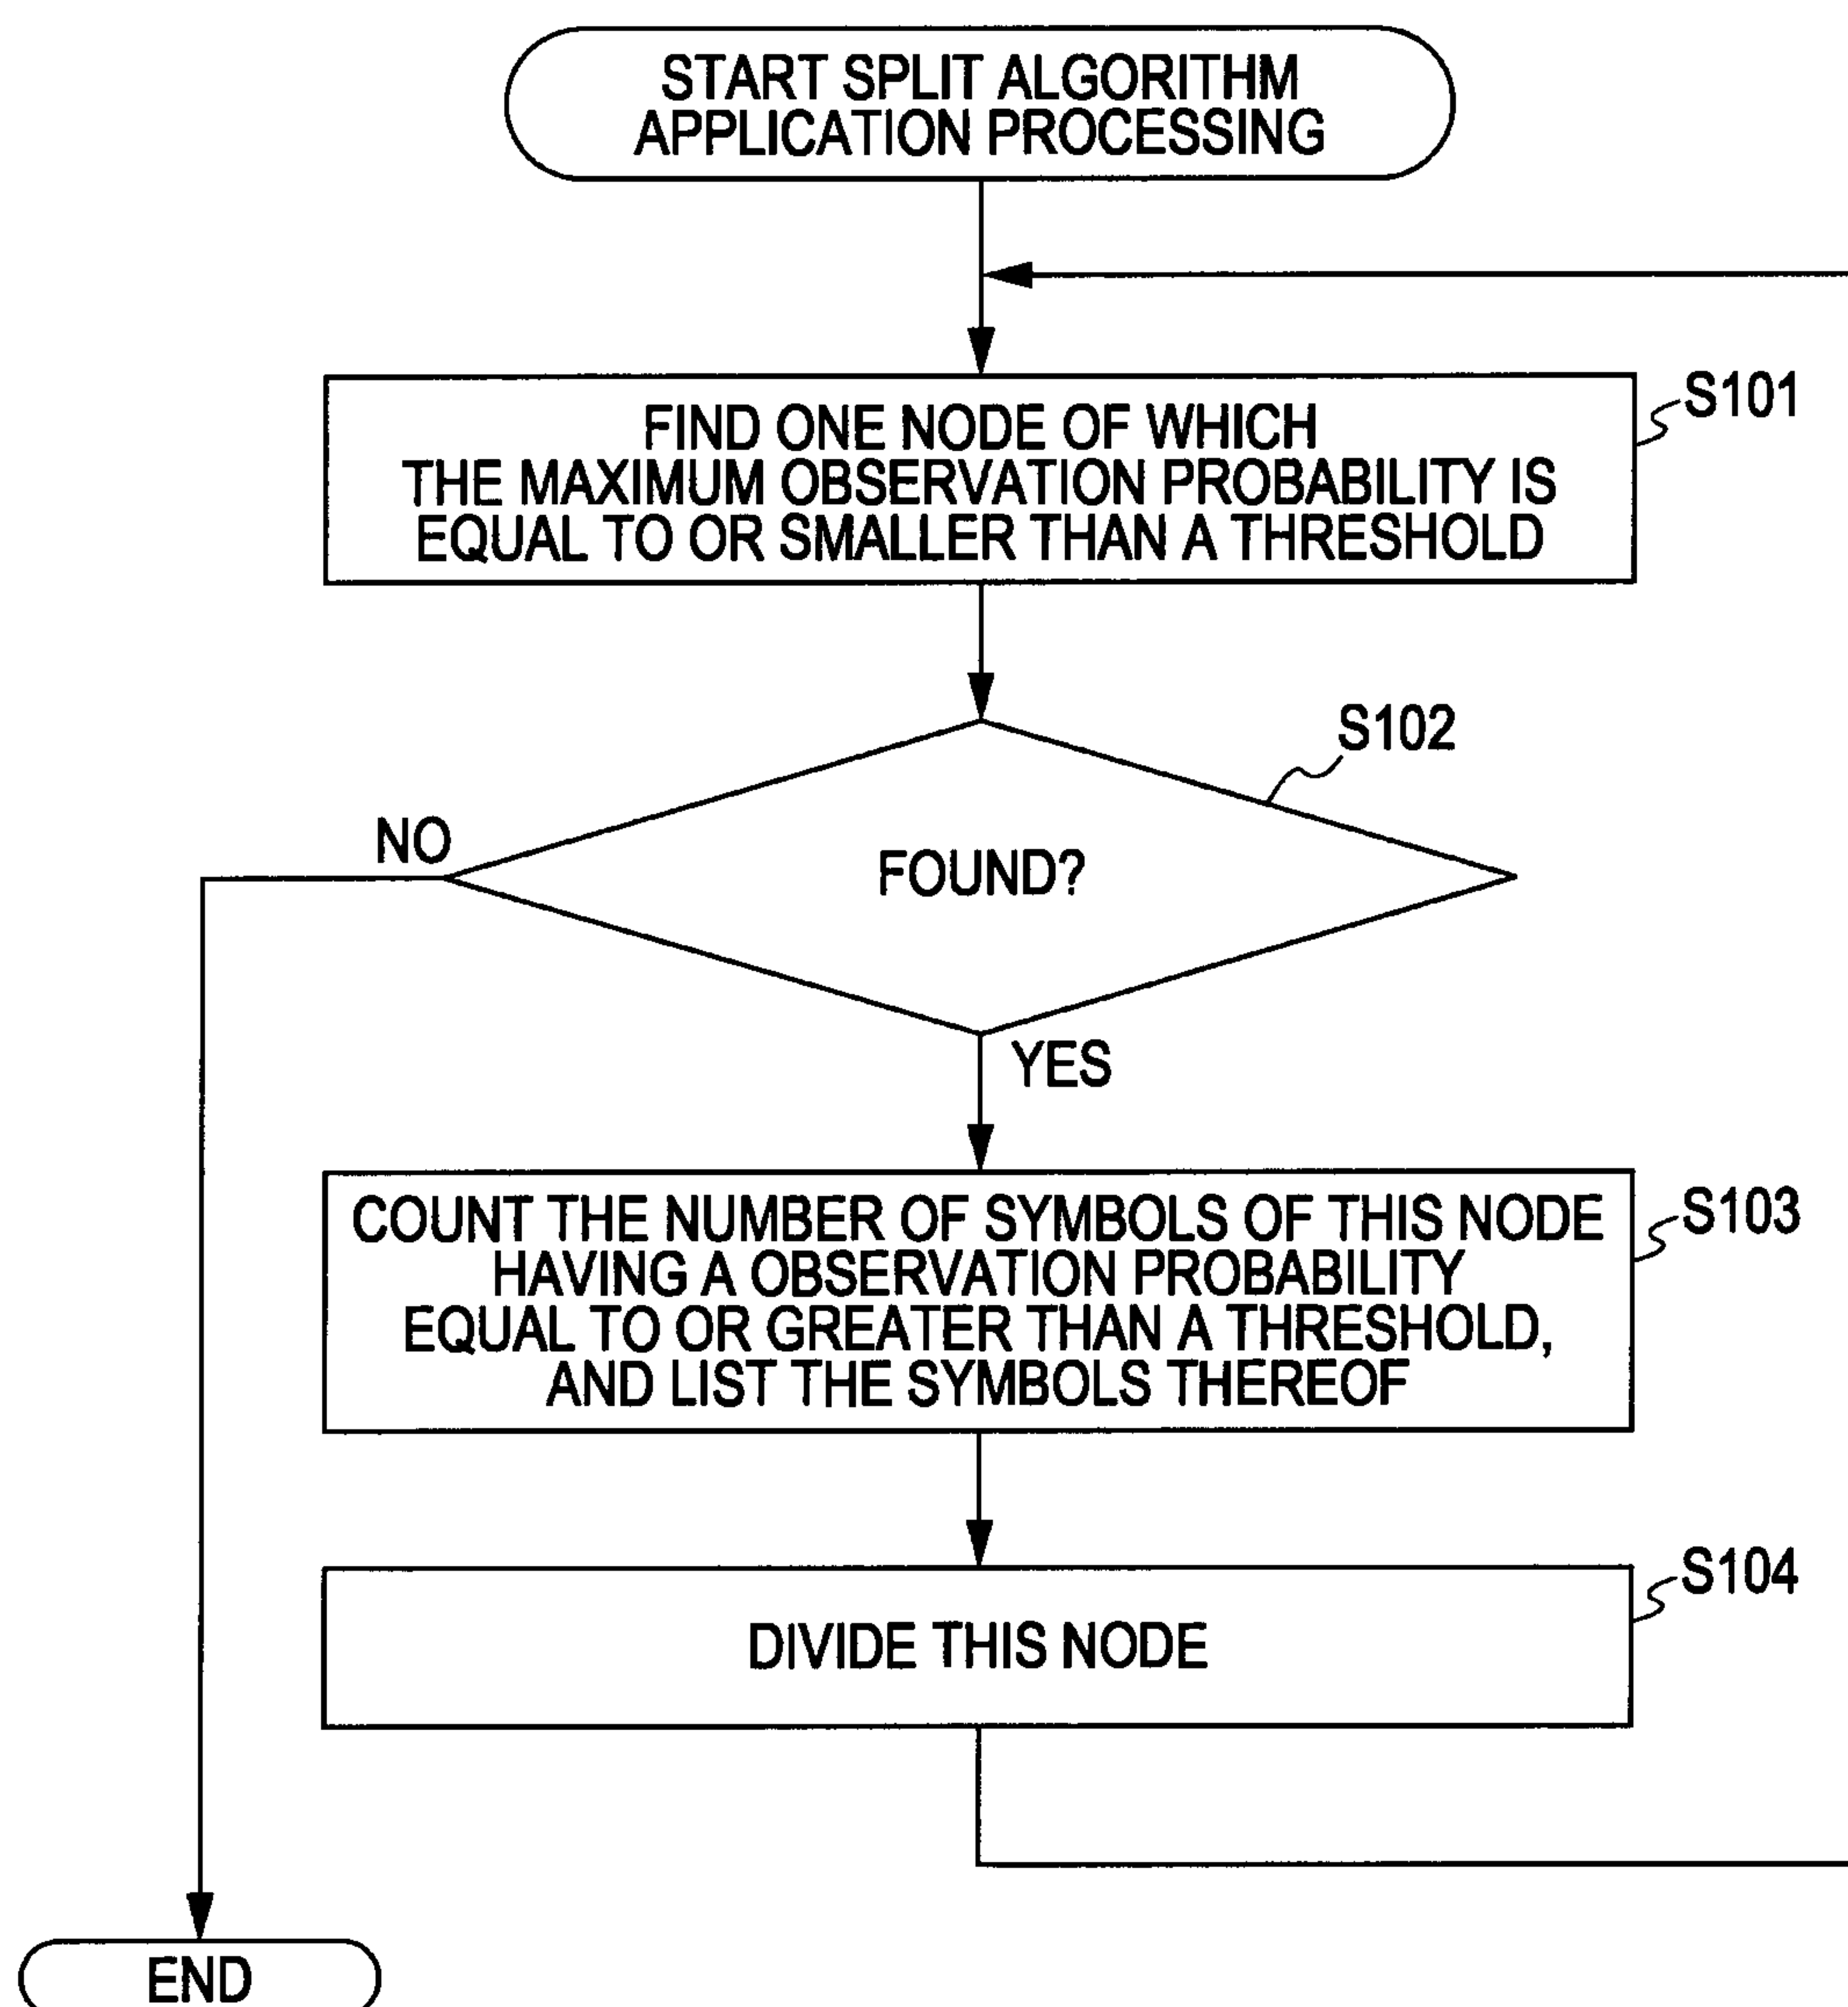 START SPLIT ALGORITHM
APPLICATION PROCESSING
S101
FIND ONE NODE OF WHICH
THE MAXIMUM OBSERVATION PROBABILITY IS
EQUAL TO OR SMALLER THAN A THRESHOLD
S102
NO
FOUND?
YES
S103
COUNT THE NUMBER OF SYMBOLS OF THIS NODE
HAVING A OBSERVATION PROBABILITY
EQUAL TO OR GREATER THAN A THRESHOLD,
AND LIST THE SYMBOLS THEREOF
S104
DIVIDE THIS NODE
END